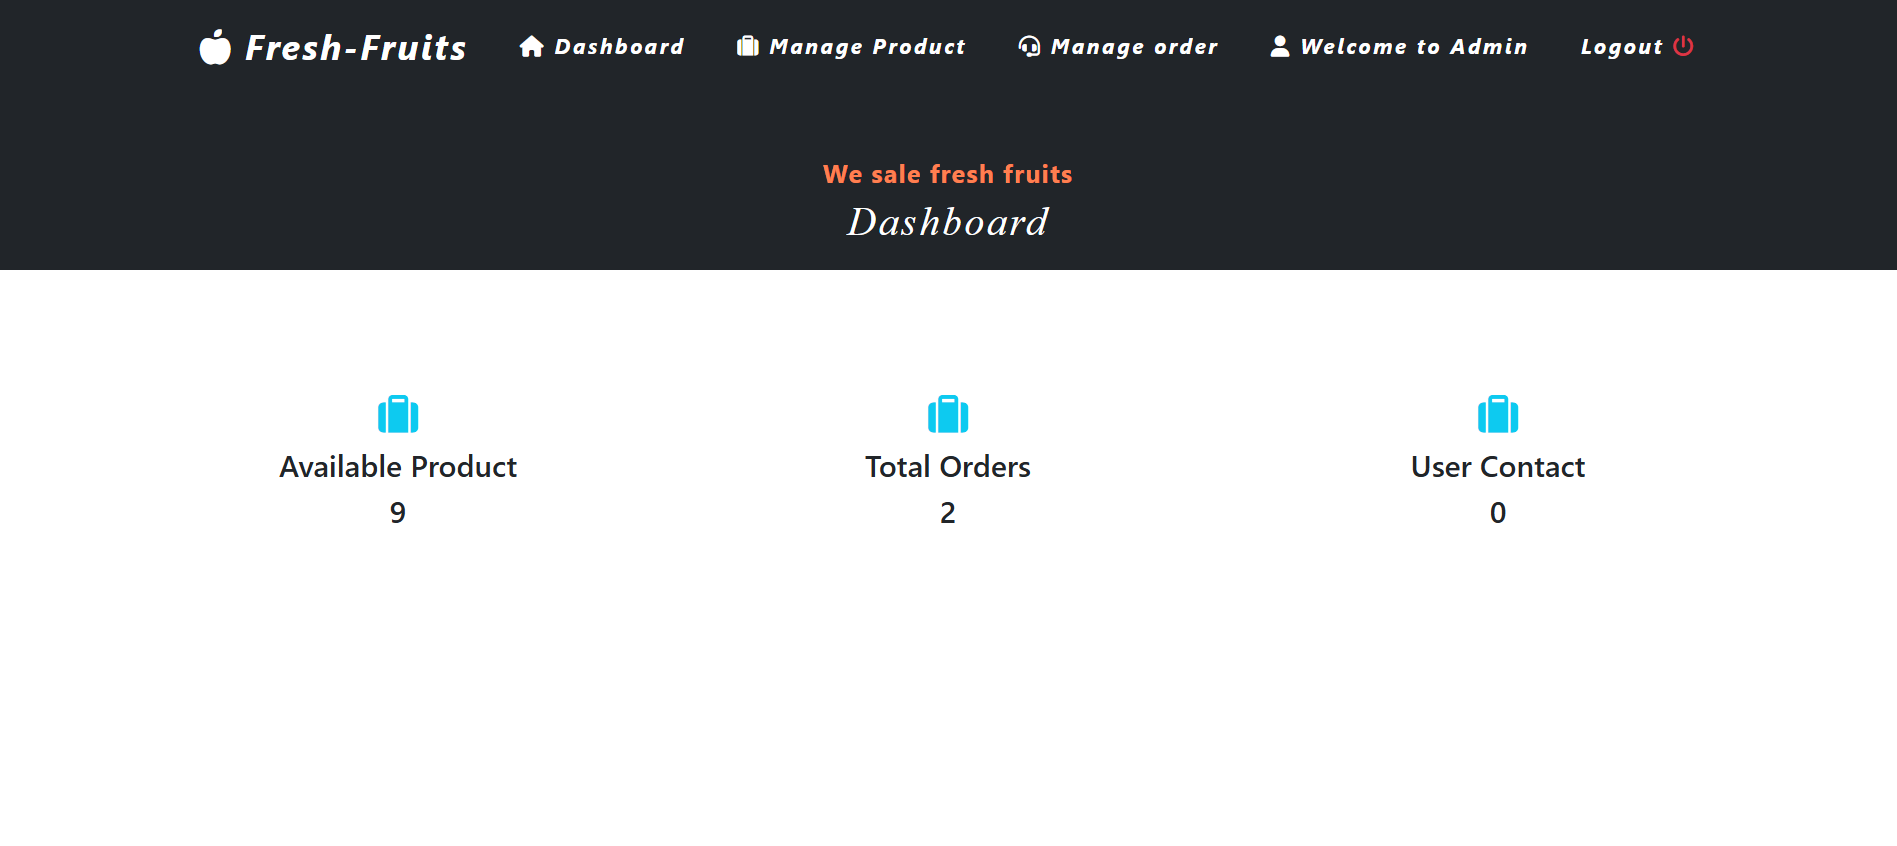 Fresh-Fruits Dashboard Manage Product Manage order Welcome to Admin Logout
We sale fresh fruits
Dashboard
Available Product Total Orders User Contact
9 2 0